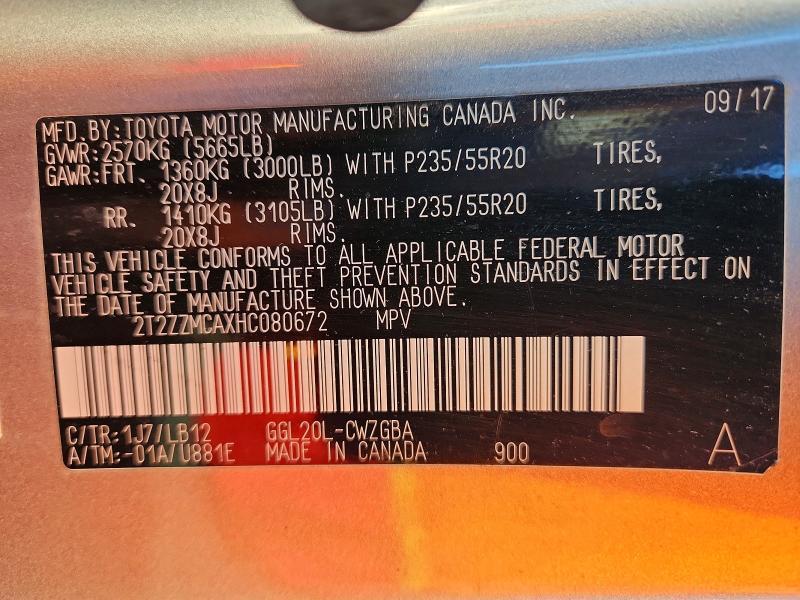 MFD.BY:TOYOTA MOTOR MANUFACTURING CANADA INC. 09/17
GVWR:2570KG (5665LB)
GAWR:FRT. 1360KG (3000LB) WITH P235/55R20 TIRES,
20X8J RIMS.
RR. 1410KG (3105LB) WITH P235/55R20 TIRES,
20X8J RIMS.
THIS VEHICLE CONFORMS TO ALL APPLICABLE FEDERAL MOTOR
VEHICLE SAFETY AND THEFT PREVENTION STANDARDS IN EFFECT ON
THE DATE OF MANUFACTURE SHOWN ABOVE.
2T2ZZMCAXHC080672 MPV
C/TR:1J7/LB12 GGL20L-CWZGBA
A/TM:-01A/U881E MADE IN CANADA 900 A